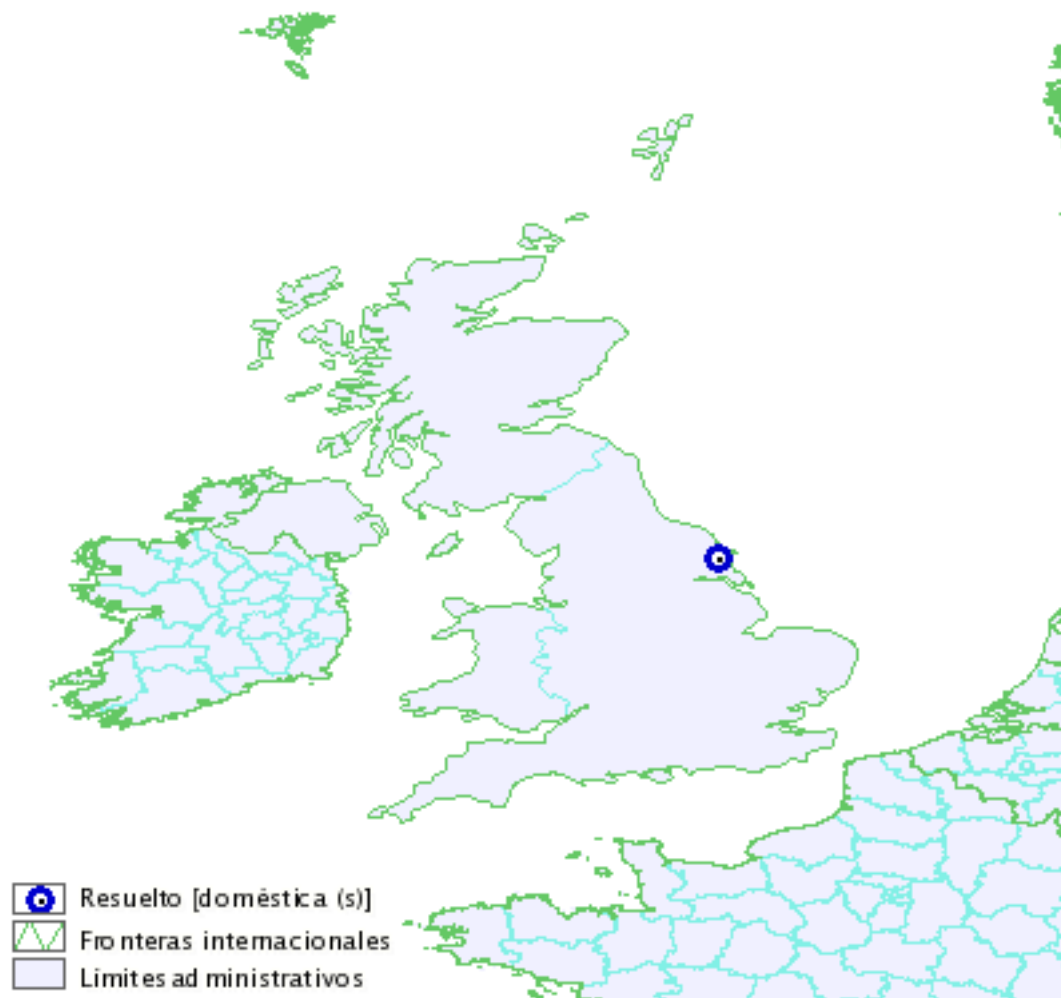 Resuelto [doméstica (s)]
Fronteras internacionales
Límites administrativos